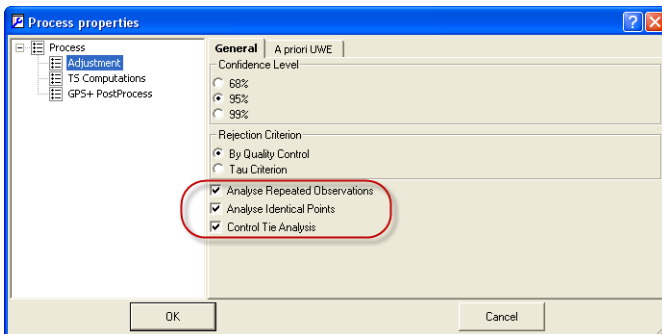 Process properties
Process
Adjustment
TS Computations
GPS+ PostProcess
General
A priori UWE
Confidence Level
68%
95%
99%
Rejection Criterion
By Quality Control
Tau Criterion
Analyse Repeated Observations
Analyse Identical Points
Control Tie Analysis
OK
Cancel